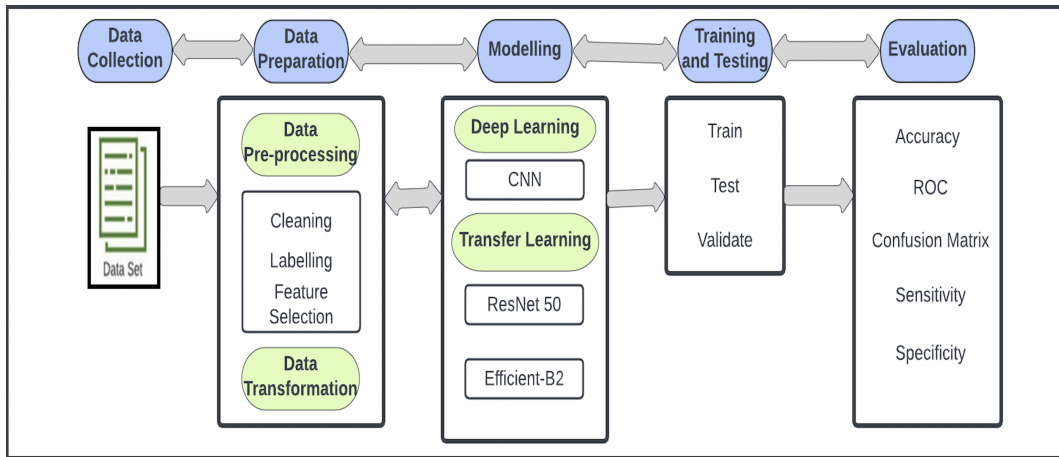 Data
Collection
Data
Preparation
Modelling
Training
and Testing
Evaluation
Data Set
Data
Pre-processing
Cleaning
Labelling
Feature
Selection
Data
Transformation
Deep Learning
CNN
Transfer Learning
ResNet 50
Efficient-B2
Train
Test
Validate
Accuracy
ROC
Confusion Matrix
Sensitivity
Specificity